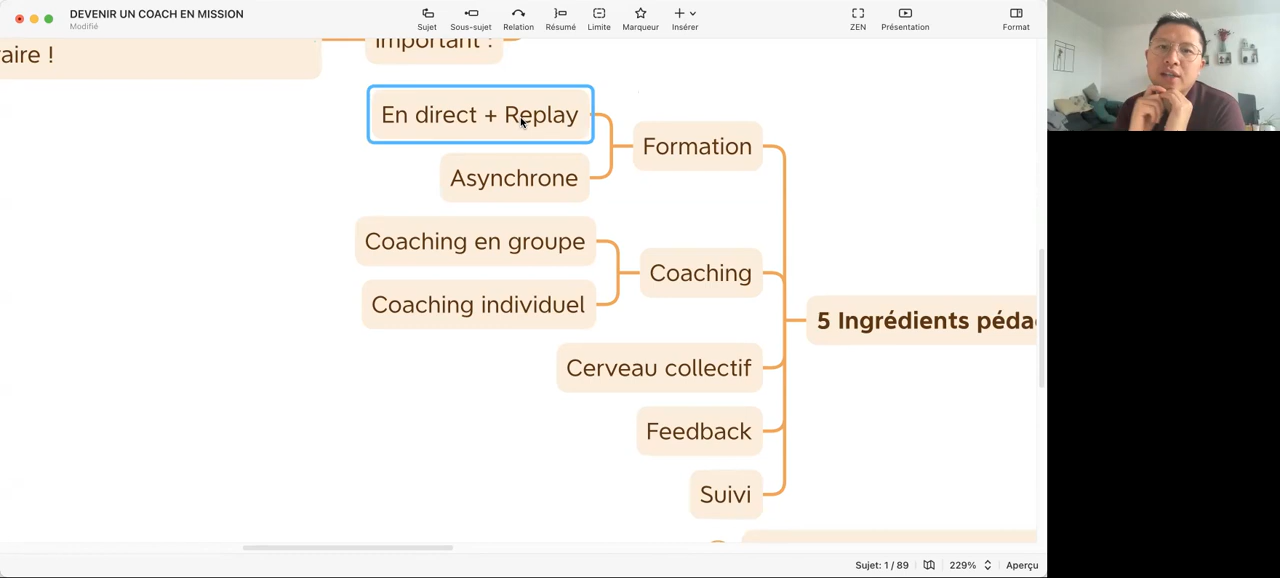 DEVENIR UN COACH EN MISSION
Modifié
Sujet
Sous-sujet
Relation
Résumé
Limite
Marqueur
Insérer
ZEN
Présentation
Format
aire !
Important !
En direct + Replay
Formation
Asynchrone
Coaching en groupe
Coaching
Coaching individuel
5 Ingrédients péda
Cerveau collectif
Feedback
Suivi
Sujet: 1 / 89
229%
Aperçu